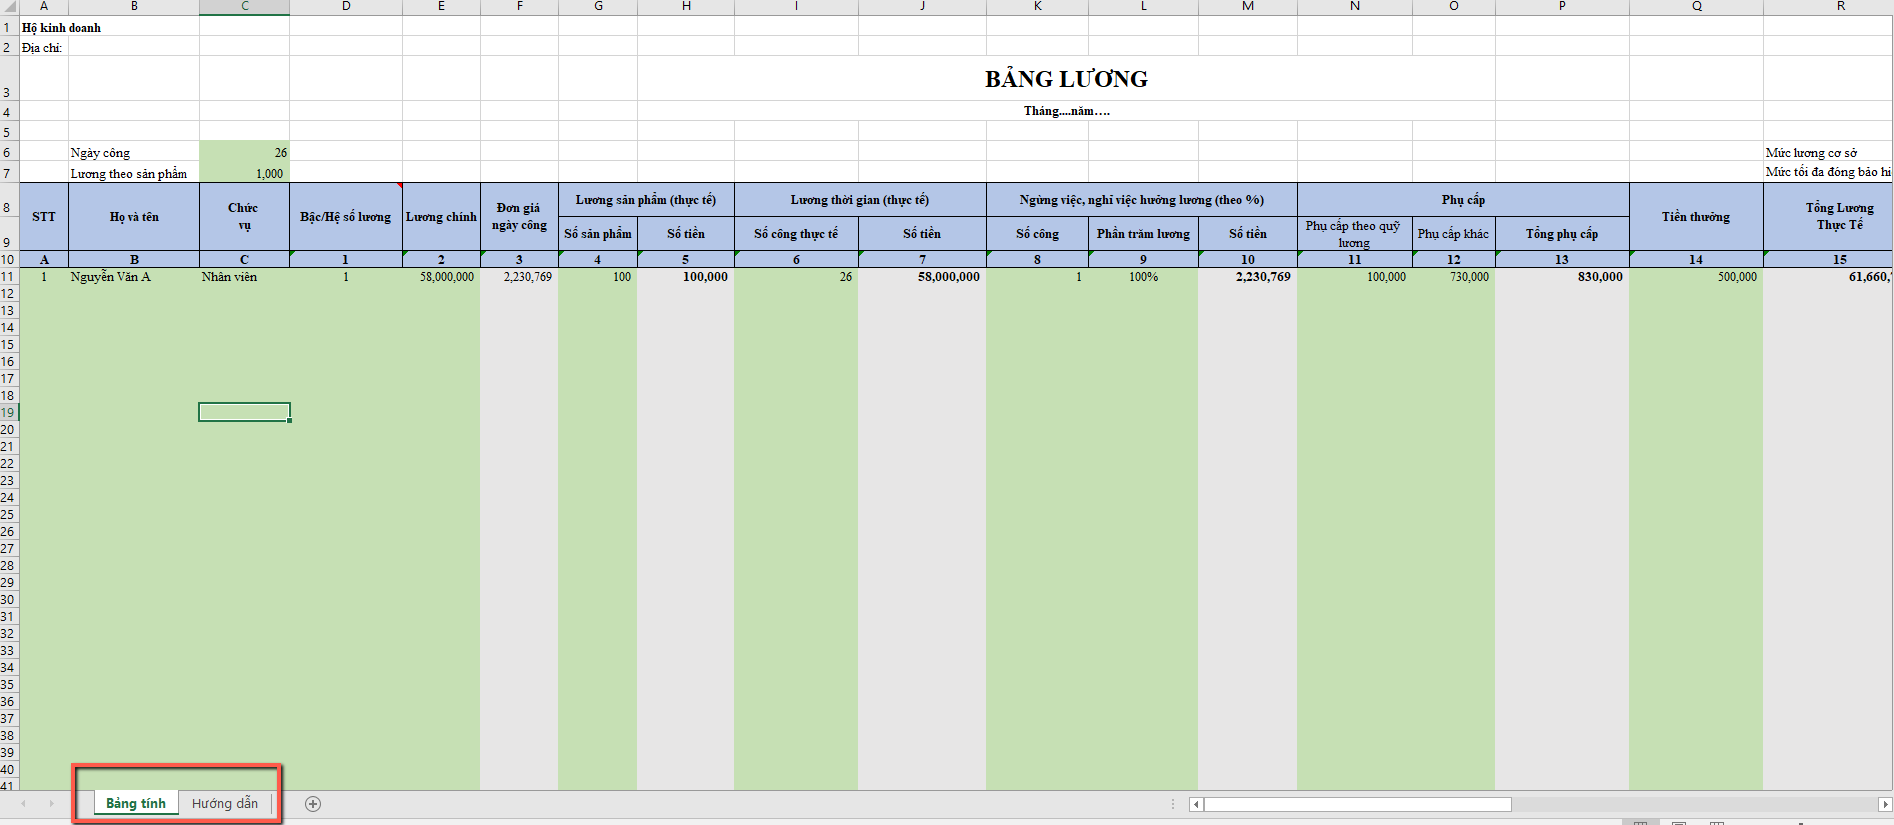 A B C D E F G H I J K L M N O P Q R
1 Hộ kinh doanh
2 Địa chỉ:
3 BẢNG LƯƠNG
4 Tháng....năm….
5
6 Ngày công 26 Mức lương cơ sở
7 Lương theo sản phẩm 1,000 Mức tối đa đóng bảo hi
8 STT Họ và tên Chức vụ Bậc/Hệ số lương Lương chính Đơn giá ngày công Lương sản phẩm (thực tế) Lương thời gian (thực tế) Ngừng việc, nghỉ việc hưởng lương (theo %) Phụ cấp Tiền thưởng Tổng Lương Thực Tế
9 Số sản phẩm Số tiền Số công thực tế Số tiền Số công Phần trăm lương Số tiền Phụ cấp theo quỹ lương Phụ cấp khác Tổng phụ cấp
10 A B C 1 2 3 4 5 6 7 8 9 10 11 12 13 14 15
11 1 Nguyễn Văn A Nhân viên 1 58,000,000 2,230,769 100 100,000 26 58,000,000 1 100% 2,230,769 100,000 730,000 830,000 500,000 61,660,
12
13
14
15
16
17
18
19
20
21
22
23
24
25
26
27
28
29
30
31
32
33
34
35
36
37
38
39
40
41
Bảng tính Hướng dẫn